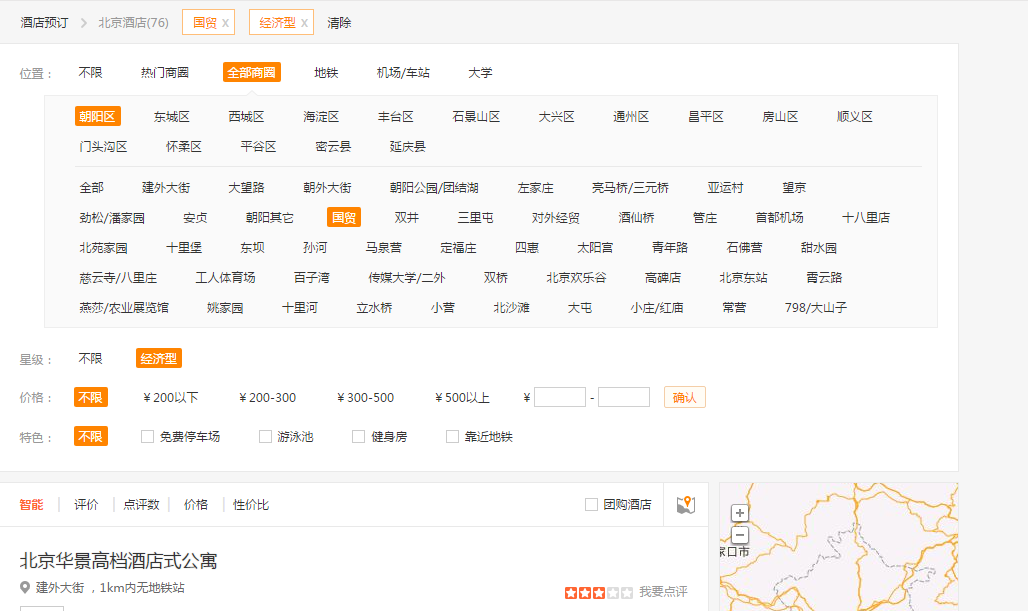 酒店预订 > 北京酒店(76) 国贸 x 经济型 x 清除
位置： 不限 热门商圈 全部商圈 地铁 机场/车站 大学
朝阳区 东城区 西城区 海淀区 丰台区 石景山区 大兴区 通州区 昌平区 房山区 顺义区
门头沟区 怀柔区 平谷区 密云县 延庆县
全部 建外大街 大望路 朝外大街 朝阳公园/团结湖 左家庄 亮马桥/三元桥 亚运村 望京
劲松/潘家园 安贞 朝阳其它 国贸 双井 三里屯 对外经贸 酒仙桥 管庄 首都机场 十八里店
北苑家园 十里堡 东坝 孙河 马泉营 定福庄 四惠 太阳宫 青年路 石佛营 甜水园
慈云寺/八里庄 工人体育场 百子湾 传媒大学/二外 双桥 北京欢乐谷 高碑店 北京东站 霄云路
燕莎/农业展览馆 姚家园 十里河 立水桥 小营 北沙滩 大屯 小庄/红庙 常营 798/大山子
星级： 不限 经济型
价格： 不限 ¥200以下 ¥200-300 ¥300-500 ¥500以上 ¥ - 确认
特色： 不限 免费停车场 游泳池 健身房 靠近地铁
智能 评价 点评数 价格 性价比 团购酒店
北京华景高档酒店式公寓
建外大街 ，1km内无地铁站
我要点评
+
−
家口市